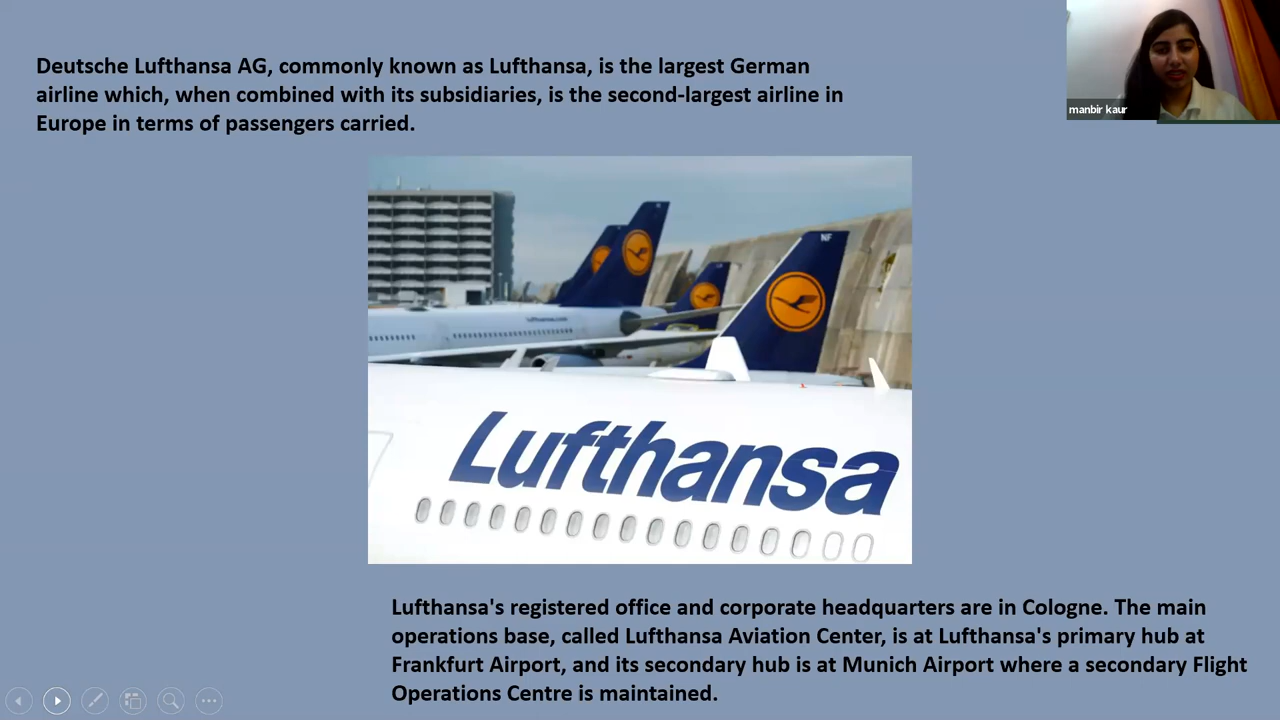 Deutsche Lufthansa AG, commonly known as Lufthansa, is the largest German
airline which, when combined with its subsidiaries, is the second-largest airline in
Europe in terms of passengers carried.
manbir kaur
NF
lufthansa.com
Lufthansa
Lufthansa's registered office and corporate headquarters are in Cologne. The main
operations base, called Lufthansa Aviation Center, is at Lufthansa's primary hub at
Frankfurt Airport, and its secondary hub is at Munich Airport where a secondary Flight
Operations Centre is maintained.